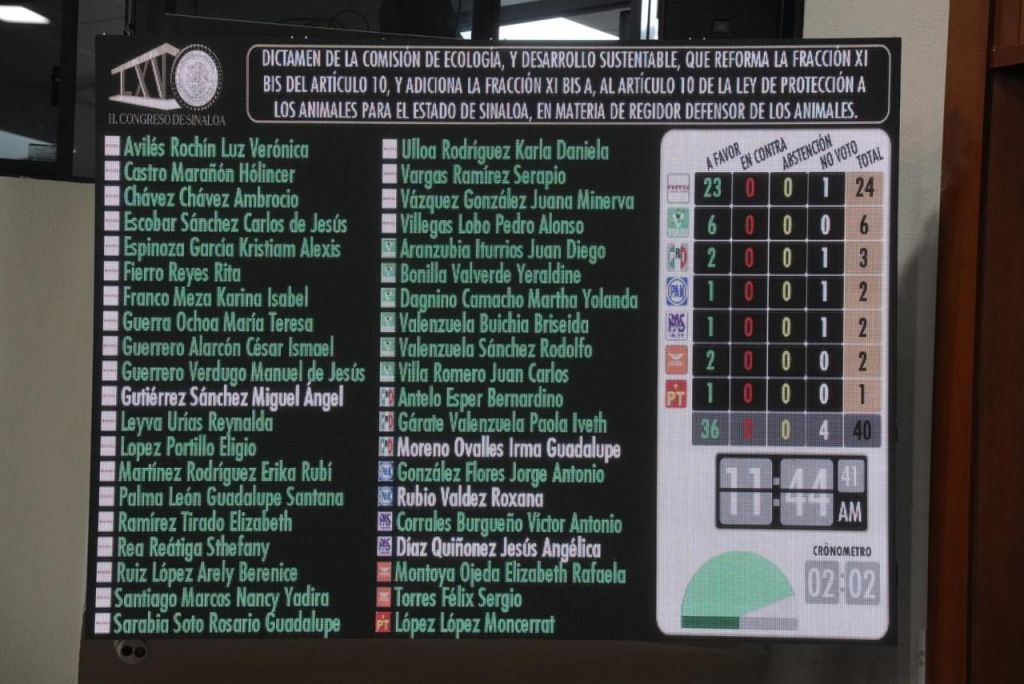 LXV
H. CONGRESO DE SINALOA
DICTAMEN DE LA COMISIÓN DE ECOLOGÍA, Y DESARROLLO SUSTENTABLE, QUE REFORMA LA FRACCIÓN XI
BIS DEL ARTÍCULO 10, Y ADICIONA LA FRACCIÓN XI BIS A, AL ARTÍCULO 10 DE LA LEY DE PROTECCIÓN A
LOS ANIMALES PARA EL ESTADO DE SINALOA, EN MATERIA DE REGIDOR DEFENSOR DE LOS ANIMALES.
Avilés Rochín Luz Verónica
Castro Marañón Hólincer
Chávez Chávez Ambrocio
Escobar Sánchez Carlos de Jesús
Espinoza García Kristiam Alexis
Fierro Reyes Rita
Franco Meza Karina Isabel
Guerra Ochoa María Teresa
Guerrero Alarcón César Ismael
Guerrero Verdugo Manuel de Jesús
Gutiérrez Sánchez Miguel Ángel
Leyva Urías Reynalda
Lopez Portillo Eligio
Martínez Rodríguez Erika Rubí
Palma León Guadalupe Santana
Ramírez Tirado Elizabeth
Rea Reátiga Sthefany
Ruiz López Arely Berenice
Santiago Marcos Nancy Yadira
Sarabia Soto Rosario Guadalupe
Ulloa Rodríguez Karla Daniela
Vargas Ramírez Serapio
Vázquez González Juana Minerva
Villegas Lobo Pedro Alonso
Aranzubia Iturrios Juan Diego
Bonilla Valverde Yeraldine
Dagnino Camacho Martha Yolanda
Valenzuela Buichia Briseida
Valenzuela Sánchez Rodolfo
Villa Romero Juan Carlos
Antelo Esper Bernardino
Gárate Valenzuela Paola Iveth
Moreno Ovalles Irma Guadalupe
González Flores Jorge Antonio
Rubio Valdez Roxana
Corrales Burgueño Víctor Antonio
Díaz Quiñonez Jesús Angélica
Montoya Ojeda Elizabeth Rafaela
Torres Félix Sergio
PT López López Moncerrat
A FAVOR EN CONTRA ABSTENCIÓN NO VOTO TOTAL
23 0 0 1 24
6 0 0 0 6
PRI 2 0 0 1 3
PAN 1 0 0 1 2
PAS 1 0 0 1 2
2 0 0 0 2
PT 1 0 0 0 1
36 0 0 4 40
11:44 41
AM
CRONOMETRO
02:02